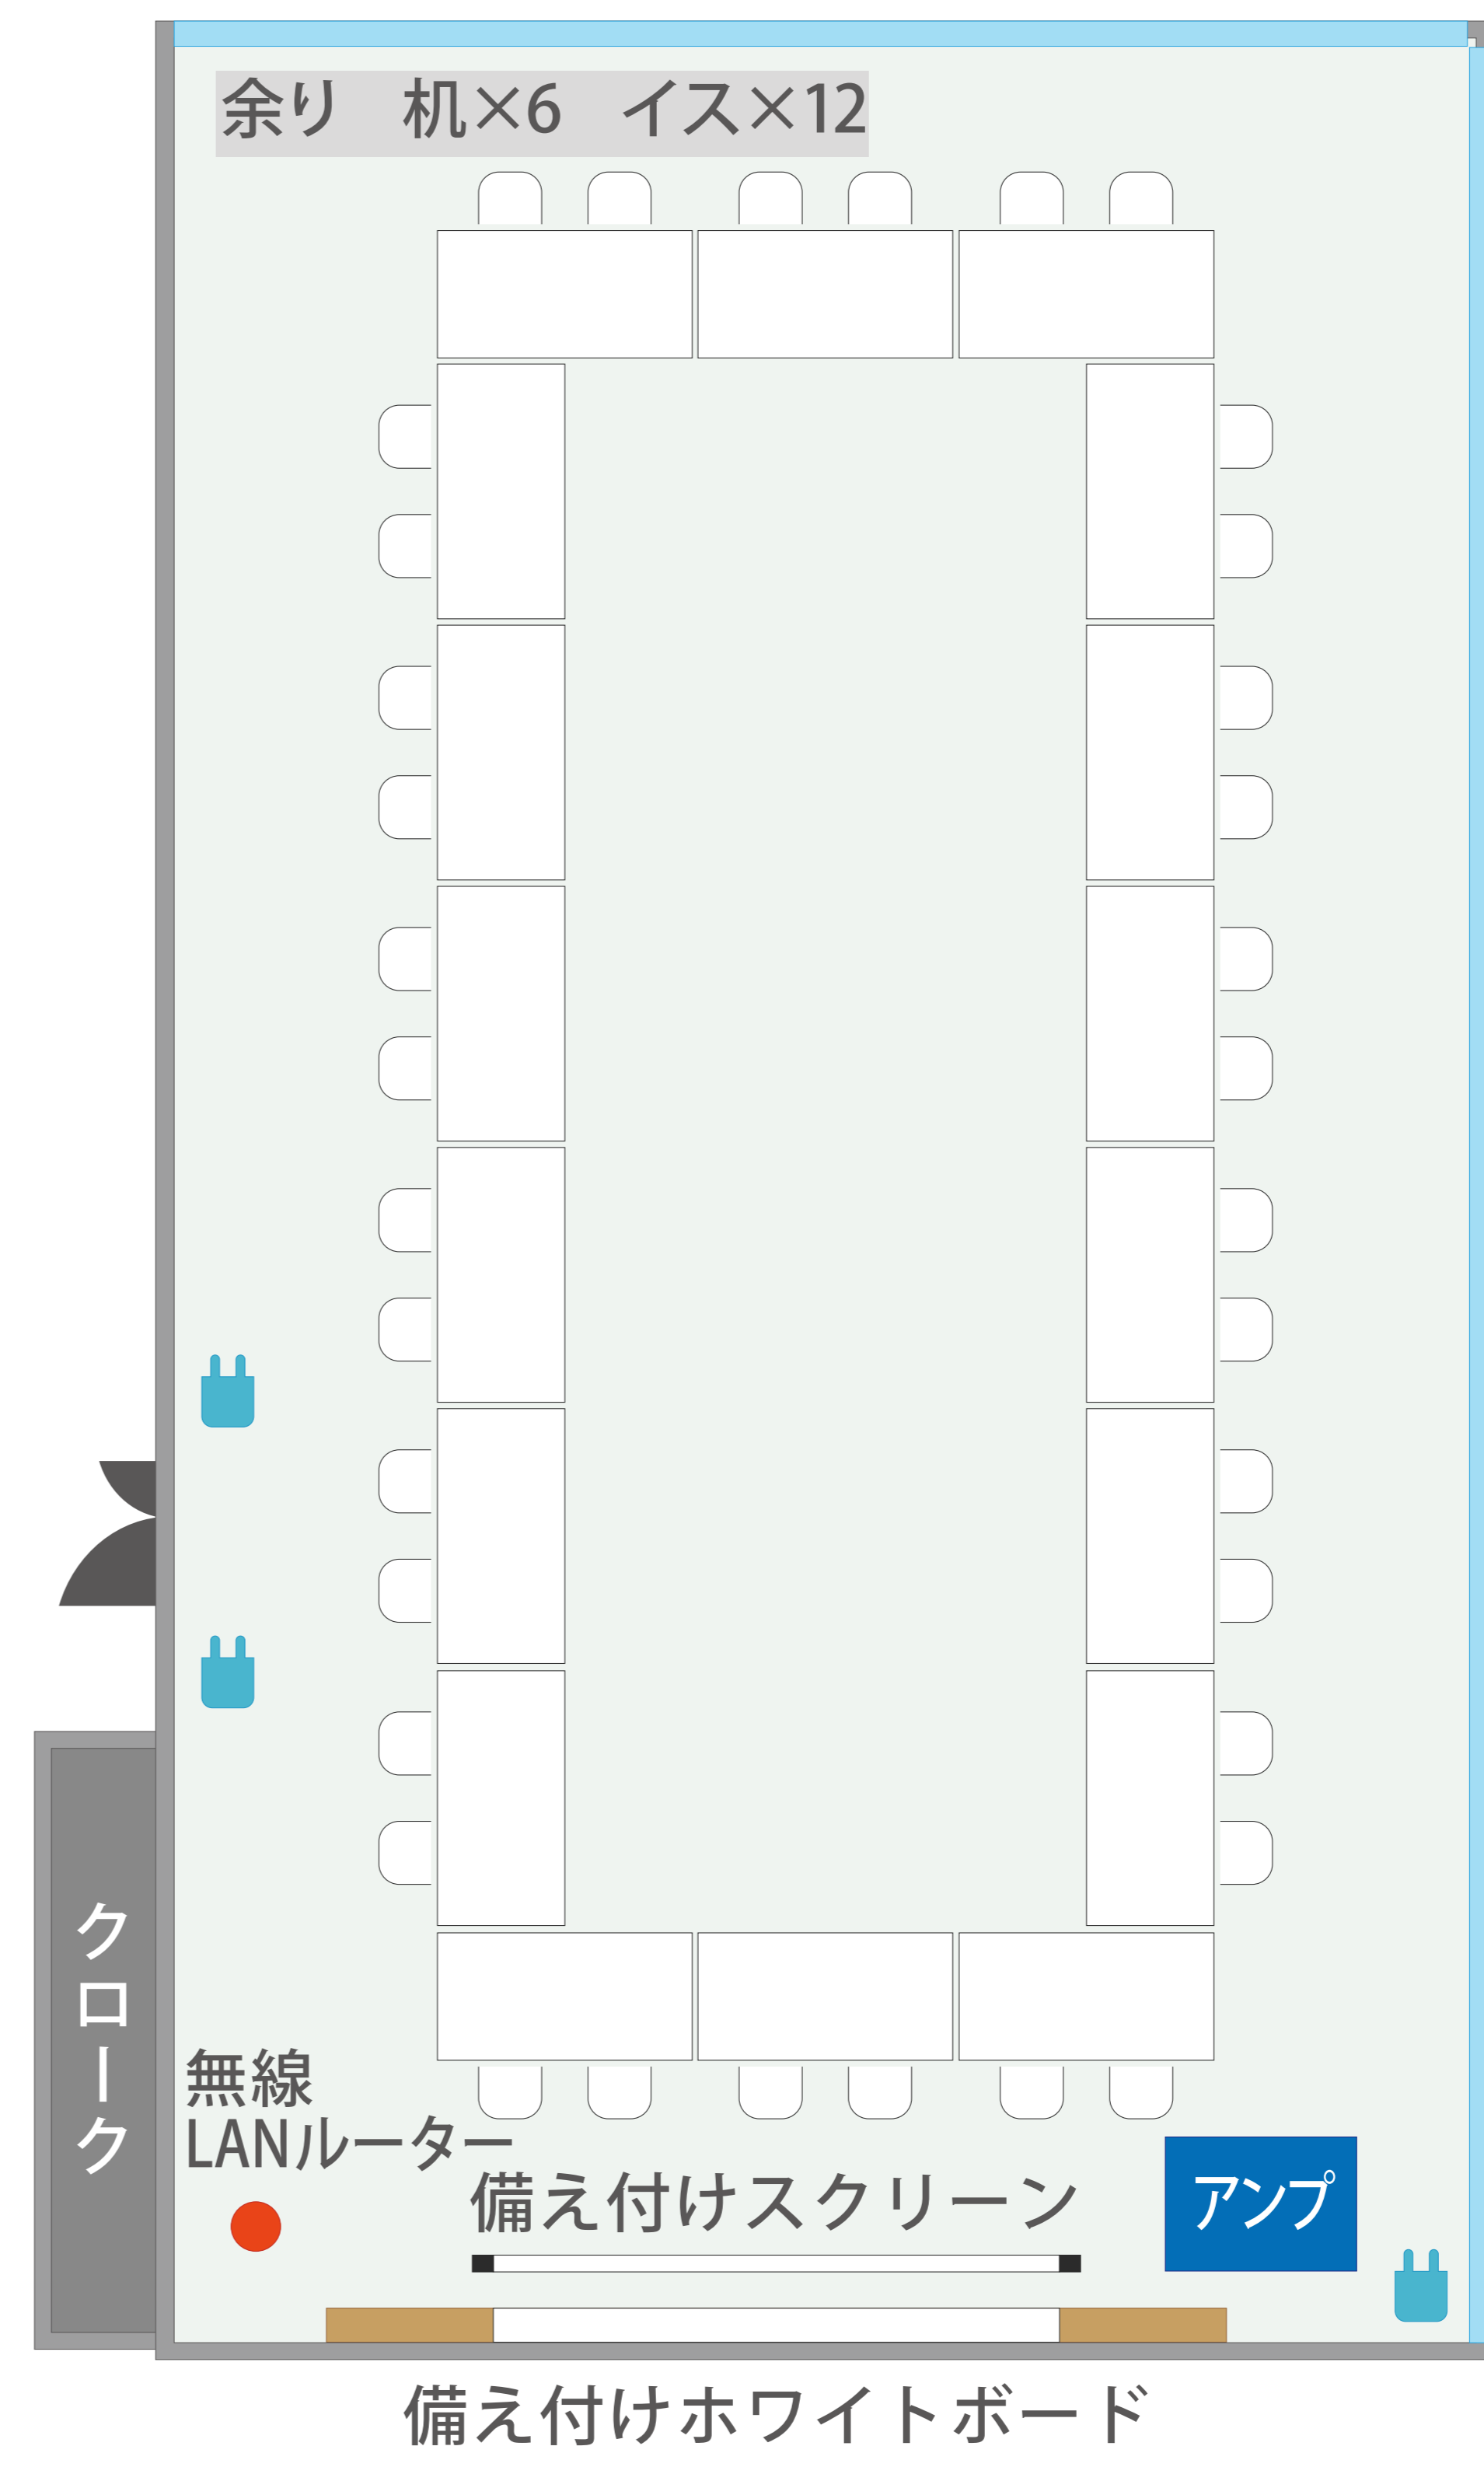 余り　机×6　イス×12
クローク
無線
LANルーター
備え付けスクリーン
アンプ
備え付けホワイトボード